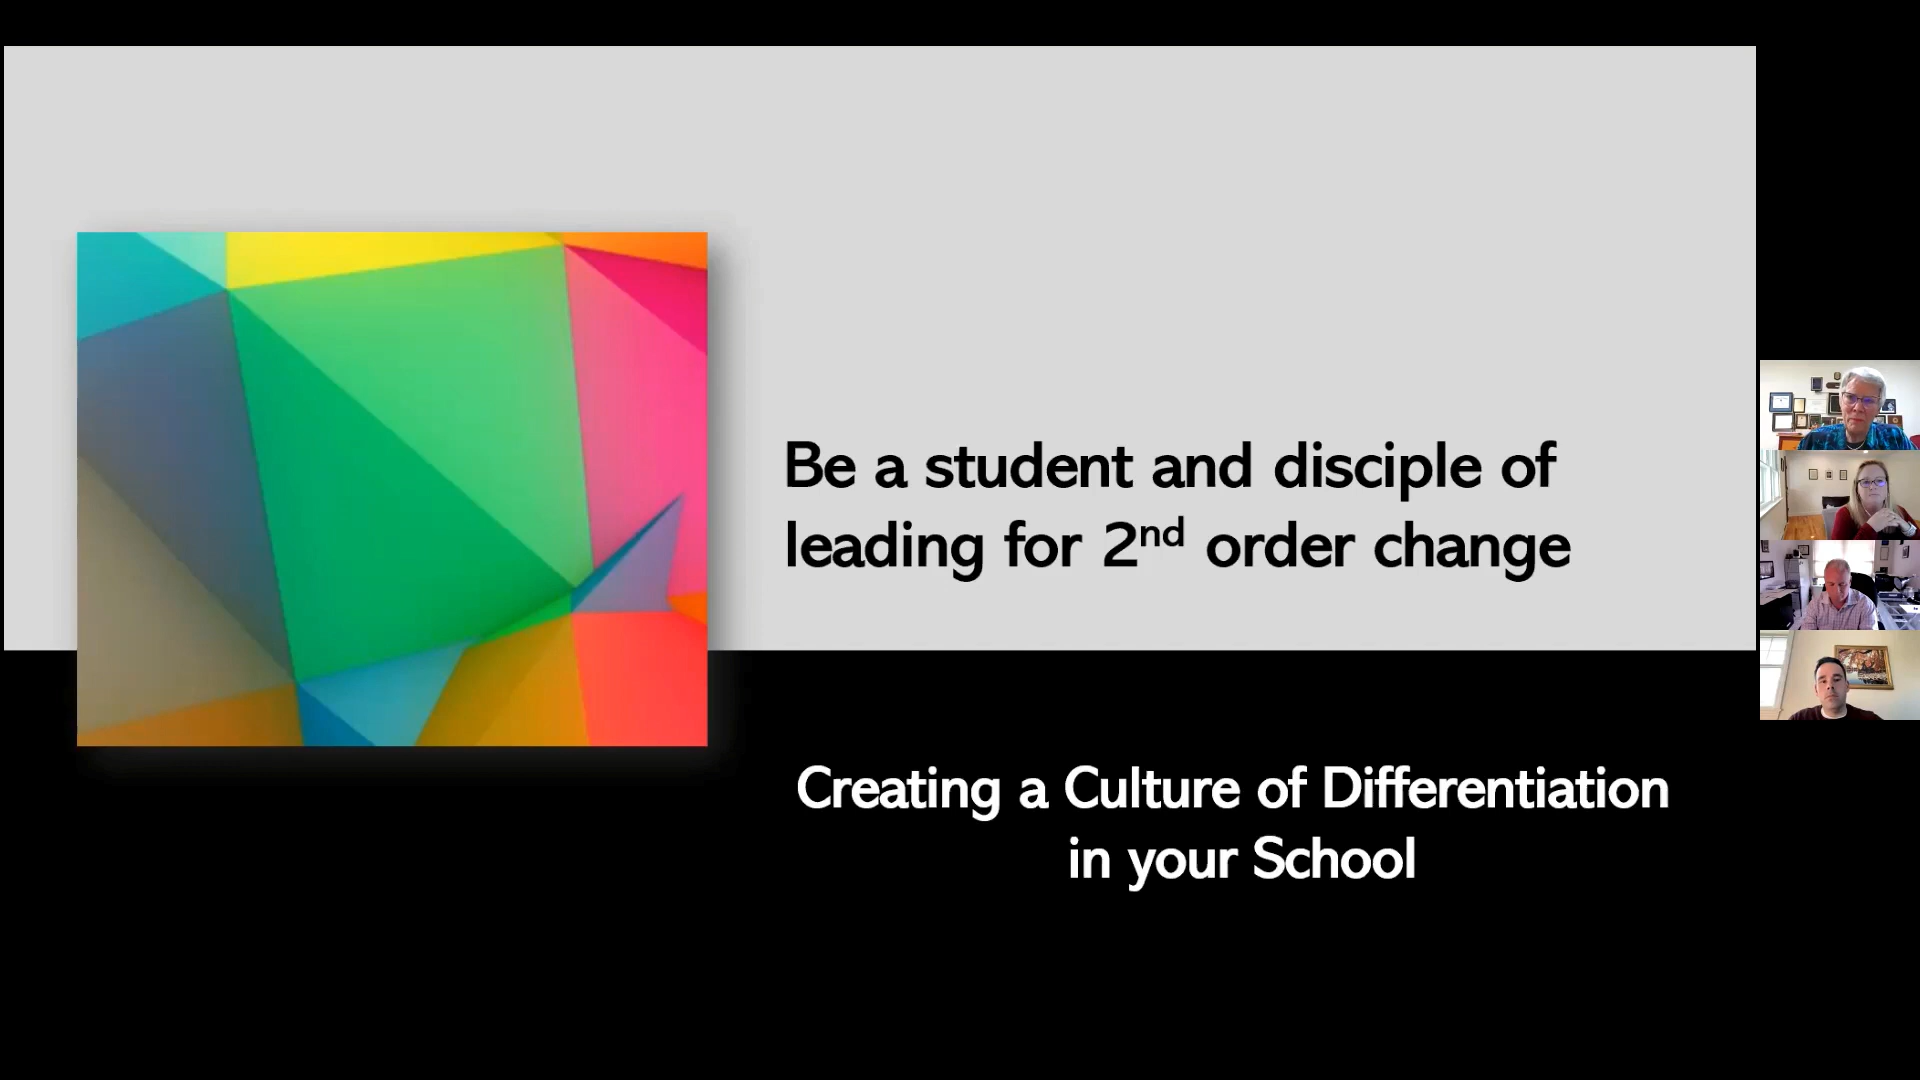 Be a student and disciple of
leading for 2nd order change
Creating a Culture of Differentiation
in your School